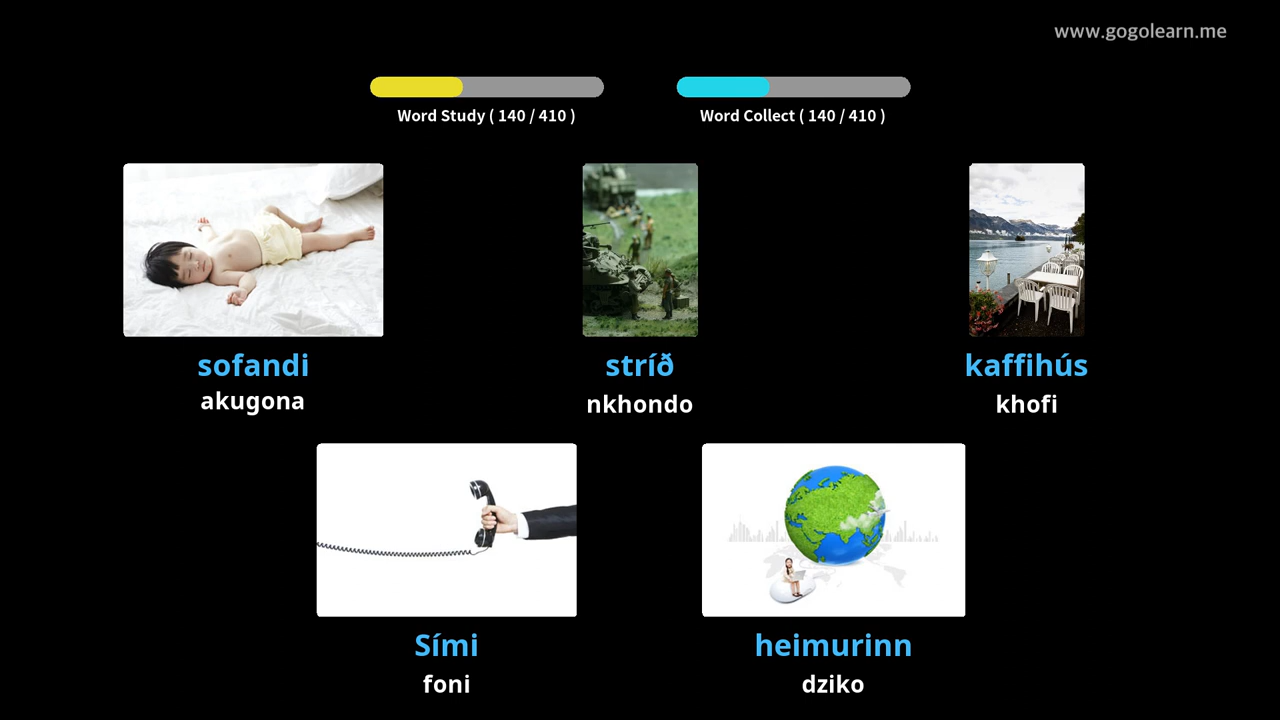 www.gogolearn.me
Word Study ( 140 / 410 )
Word Collect ( 140 / 410 )
sofandi
akugona
stríð
nkhondo
kaffihús
khofi
Sími
foni
heimurinn
dziko